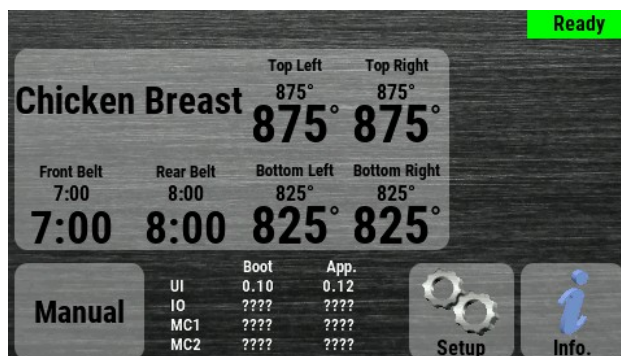 Ready
Top Left Top Right
875° 875°
Chicken Breast
875° 875°
Front Belt Rear Belt Bottom Left Bottom Right
7:00 8:00 825° 825°
7:00 8:00 825° 825°
Boot App.
UI 0.10 0.12
IO ???? ????
MC1 ???? ????
MC2 ???? ????
Manual
Setup
Info.